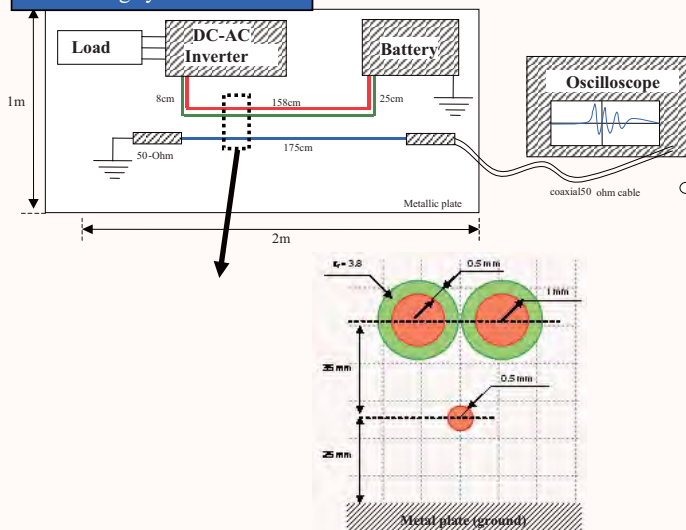 Load
DC-AC
Inverter
Battery
Oscilloscope
1m
8cm
158cm
25cm
50-Ohm
175cm
coaxial50 ohm cable
Metallic plate
2m
εr= 3.8
0.5 mm
1 mm
35 mm
0.5 mm
25 mm
Metal plate (ground)